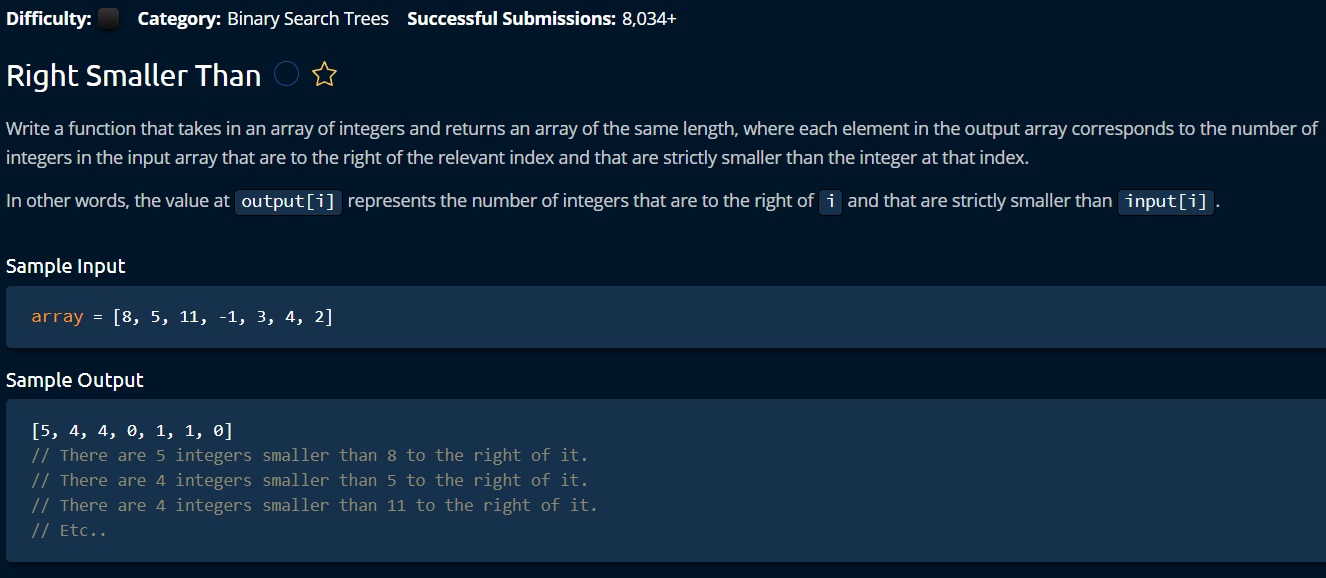 Difficulty: Category: Binary Search Trees Successful Submissions: 8,034+
Right Smaller Than
Write a function that takes in an array of integers and returns an array of the same length, where each element in the output array corresponds to the number of
integers in the input array that are to the right of the relevant index and that are strictly smaller than the integer at that index.
In other words, the value at output[i] represents the number of integers that are to the right of i and that are strictly smaller than input[i].
Sample Input
array = [8, 5, 11, -1, 3, 4, 2]
Sample Output
[5, 4, 4, 0, 1, 1, 0]
// There are 5 integers smaller than 8 to the right of it.
// There are 4 integers smaller than 5 to the right of it.
// There are 4 integers smaller than 11 to the right of it.
// Etc..